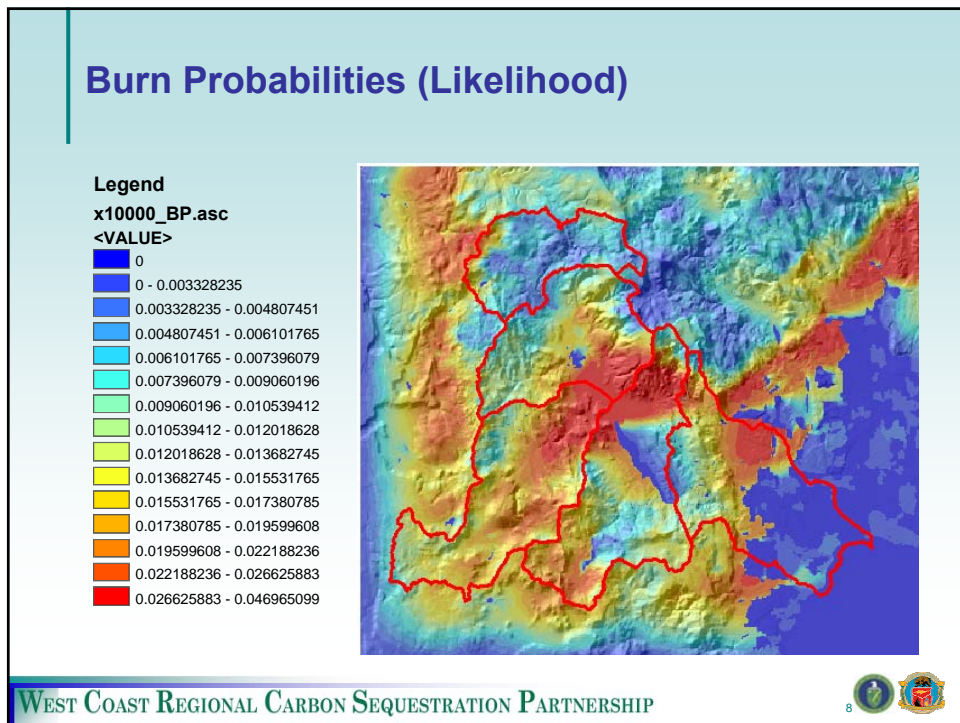 Burn Probabilities (Likelihood)
Legend
x10000_BP.asc
<VALUE>
0
0 - 0.003328235
0.003328235 - 0.004807451
0.004807451 - 0.006101765
0.006101765 - 0.007396079
0.007396079 - 0.009060196
0.009060196 - 0.010539412
0.010539412 - 0.012018628
0.012018628 - 0.013682745
0.013682745 - 0.015531765
0.015531765 - 0.017380785
0.017380785 - 0.019599608
0.019599608 - 0.022188236
0.022188236 - 0.026625883
0.026625883 - 0.046965099
WEST COAST REGIONAL CARBON SEQUESTRATION PARTNERSHIP
8